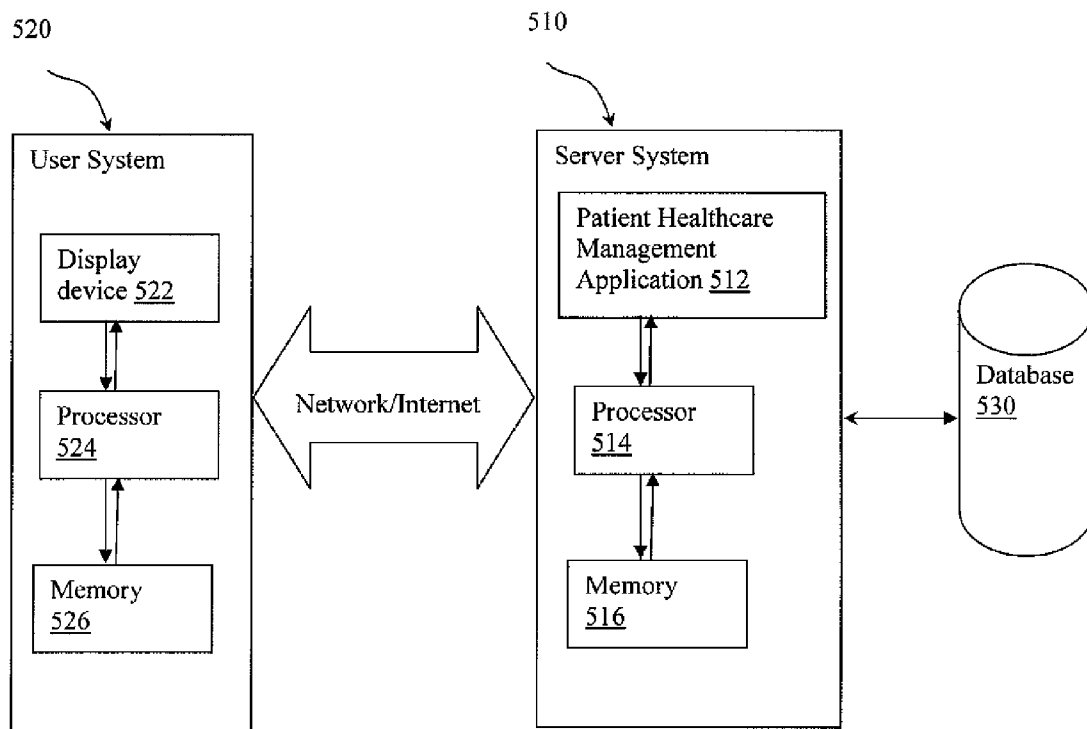 520
510
User System
Display
device 522
Processor
524
Memory
526
Network/Internet
Server System
Patient Healthcare
Management
Application 512
Processor
514
Memory
516
Database
530